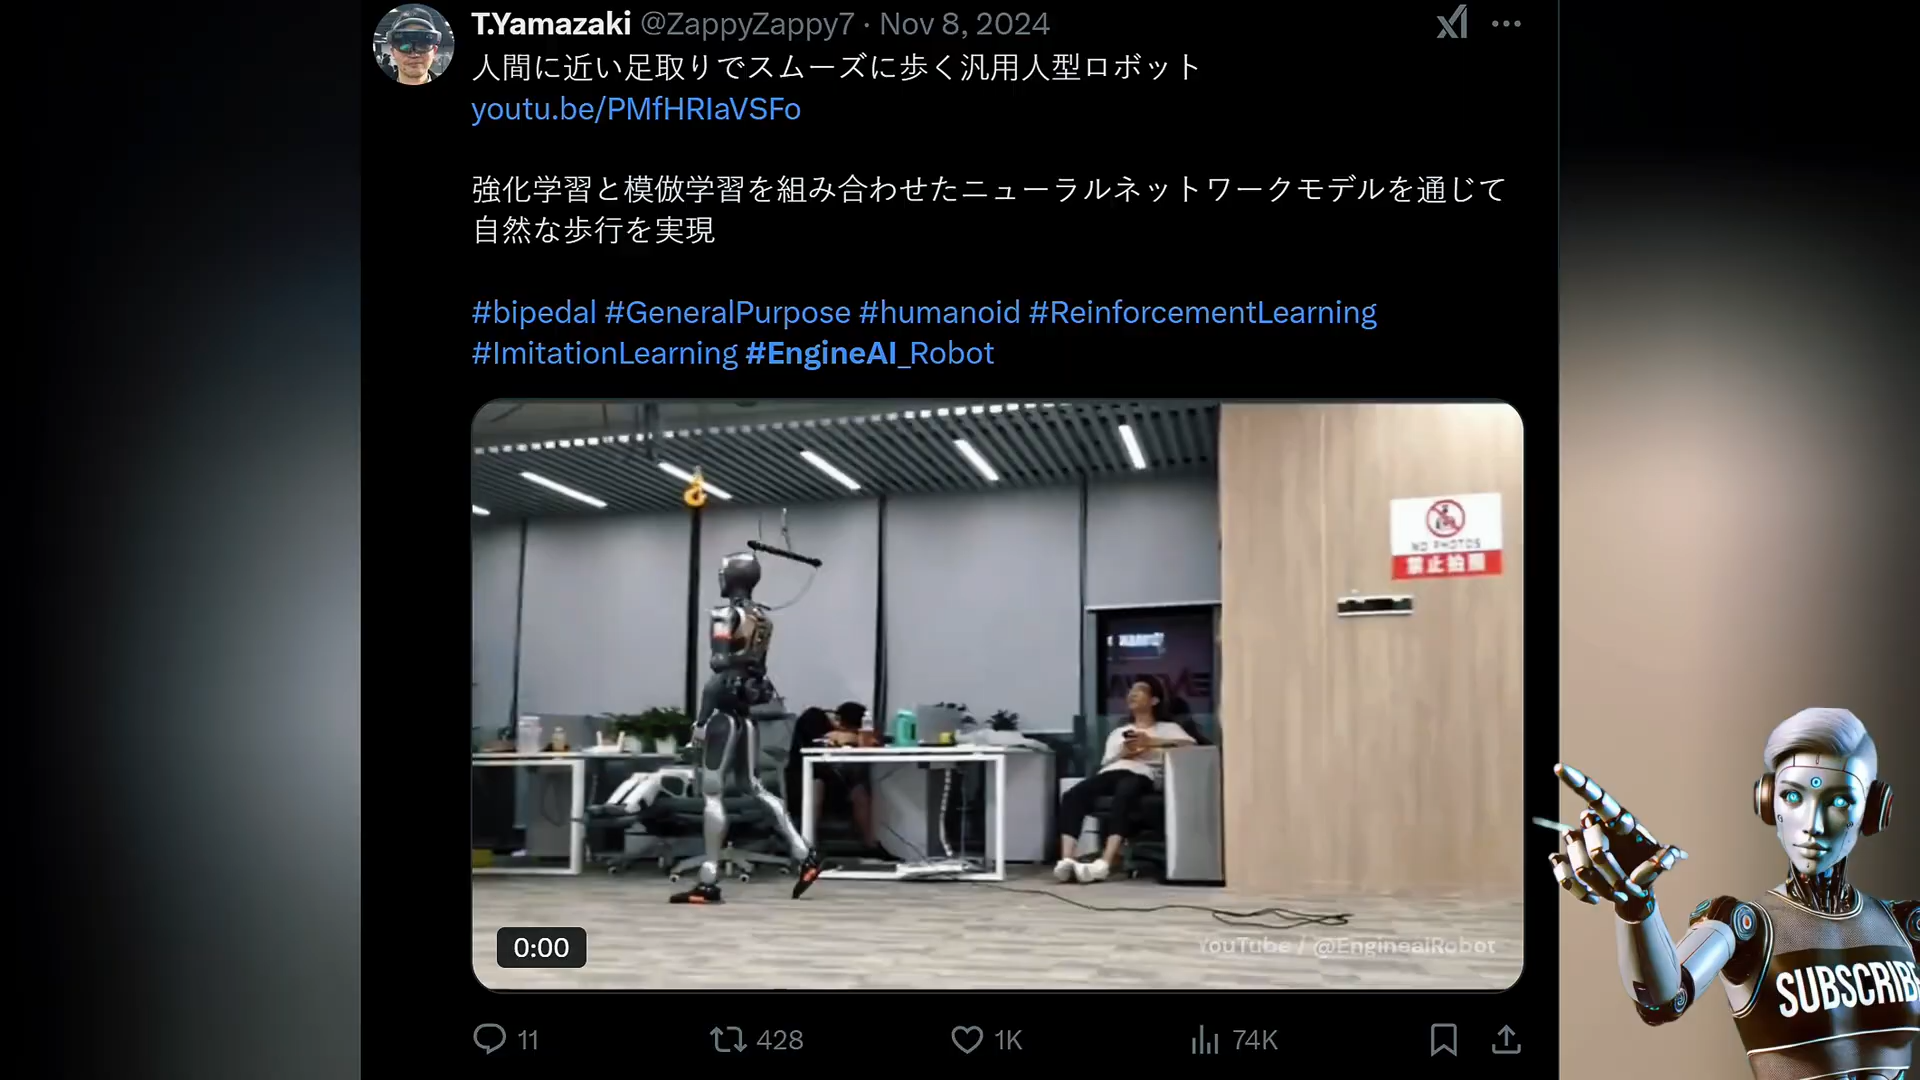 T.Yamazaki @ZappyZappy7 · Nov 8, 2024
人間に近い足取りでスムーズに歩く汎用人型ロボット
youtu.be/PMfHRIaVSFo
強化学習と模倣学習を組み合わせたニューラルネットワークモデルを通じて
自然な歩行を実現
#bipedal #GeneralPurpose #humanoid #ReinforcementLearning
#ImitationLearning #EngineAI_Robot
NO PHOTOS
禁止拍照
0:00
YouTube / @EngineaiRobot
SUBSCRIBE
11 428 1K 74K